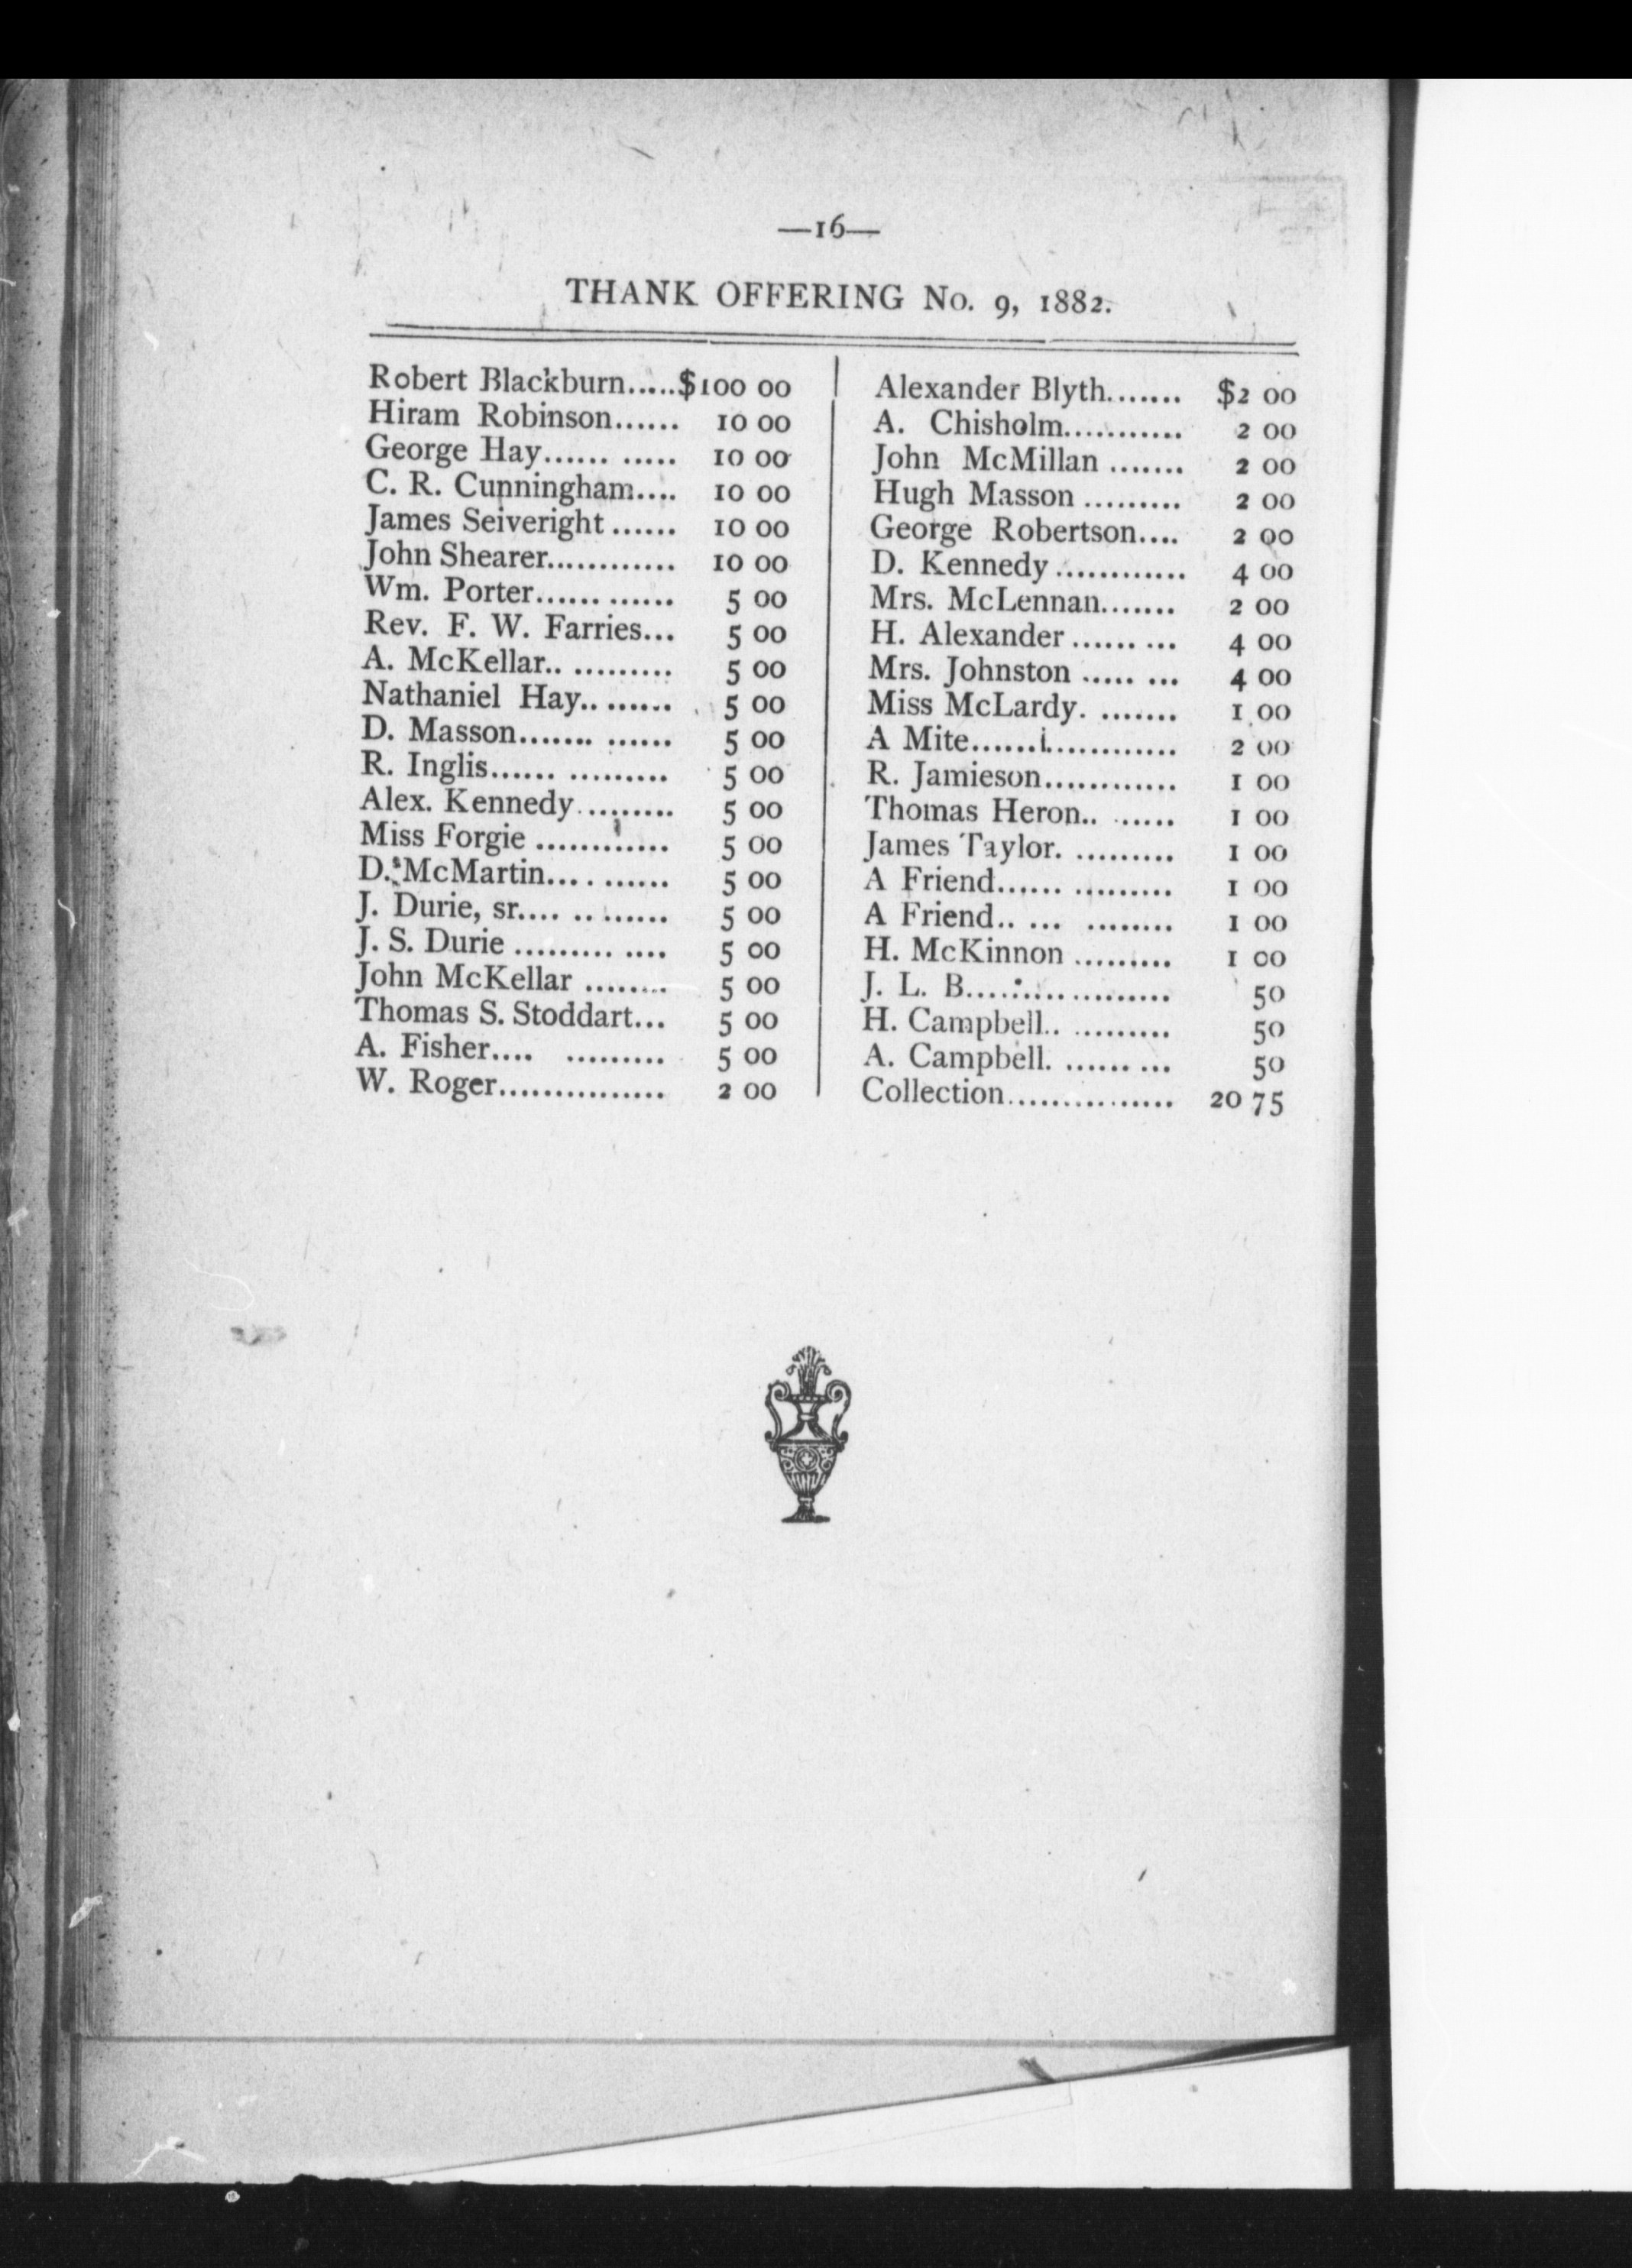 —16—
THANK OFFERING No. 9, 1882.
Robert Blackburn.....$100 00
Hiram Robinson...... 10 00
George Hay...... ..... 10 00
C. R. Cunningham.... 10 00
James Seiveright ...... 10 00
John Shearer............ 10 00
Wm. Porter...... ...... 5 00
Rev. F. W. Farries... 5 00
A. McKellar.. ......... 5 00
Nathaniel Hay.. ...... 5 00
D. Masson....... ...... 5 00
R. Inglis...... ......... 5 00
Alex. Kennedy ......... 5 00
Miss Forgie ............ 5 00
D. McMartin... . ...... 5 00
J. Durie, sr.... .. ...... 5 00
J. S. Durie ......... .... 5 00
John McKellar ........ 5 00
Thomas S. Stoddart... 5 00
A. Fisher.... ......... 5 00
W. Roger............... 2 00
Alexander Blyth....... $2 00
A. Chisholm........... 2 00
John McMillan ....... 2 00
Hugh Masson ......... 2 00
George Robertson.... 2 00
D. Kennedy ............ 4 00
Mrs. McLennan....... 2 00
H. Alexander ...... ... 4 00
Mrs. Johnston ..... ... 4 00
Miss McLardy. ....... 1 00
A Mite................... 2 00
R. Jamieson............ 1 00
Thomas Heron.. ...... 1 00
James Taylor. ......... 1 00
A Friend...... ......... 1 00
A Friend.. ... ........ 1 00
H. McKinnon ......... 1 00
J. L. B.................. 50
H. Campbell.. ......... 50
A. Campbell. ...... ... 50
Collection............... 20 75